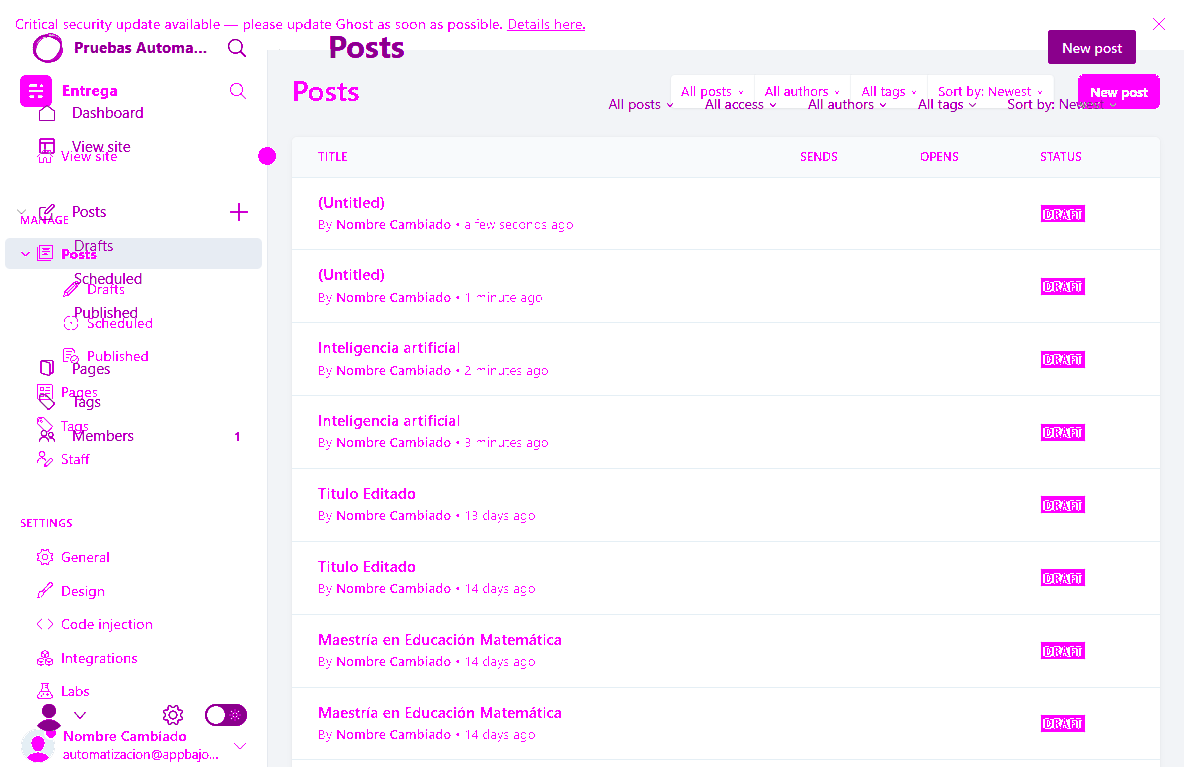 Critical security update available — please update Ghost as soon as possible. Details here.
Pruebas Automa...
Posts
New post
Entrega
Posts
All posts
All authors
All tags
Sort by: Newest
New post
All posts
All access
All authors
All tags
Sort by: Newest
Dashboard
View site
View site
Posts
MANAGE
Drafts
Posts
Scheduled
Drafts
Published
Scheduled
Published
Pages
Pages
Tags
Tags
Members 1
Staff
SETTINGS
General
Design
Code injection
Integrations
Labs
Nombre Cambiado
automatizacion@appbajo...
TITLE SENDS OPENS STATUS
(Untitled)
By Nombre Cambiado • a few seconds ago
DRAFT
(Untitled)
By Nombre Cambiado • 1 minute ago
DRAFT
Inteligencia artificial
By Nombre Cambiado • 2 minutes ago
DRAFT
Inteligencia artificial
By Nombre Cambiado • 3 minutes ago
DRAFT
Titulo Editado
By Nombre Cambiado • 13 days ago
DRAFT
Titulo Editado
By Nombre Cambiado • 14 days ago
DRAFT
Maestría en Educación Matemática
By Nombre Cambiado • 14 days ago
DRAFT
Maestría en Educación Matemática
By Nombre Cambiado • 14 days ago
DRAFT